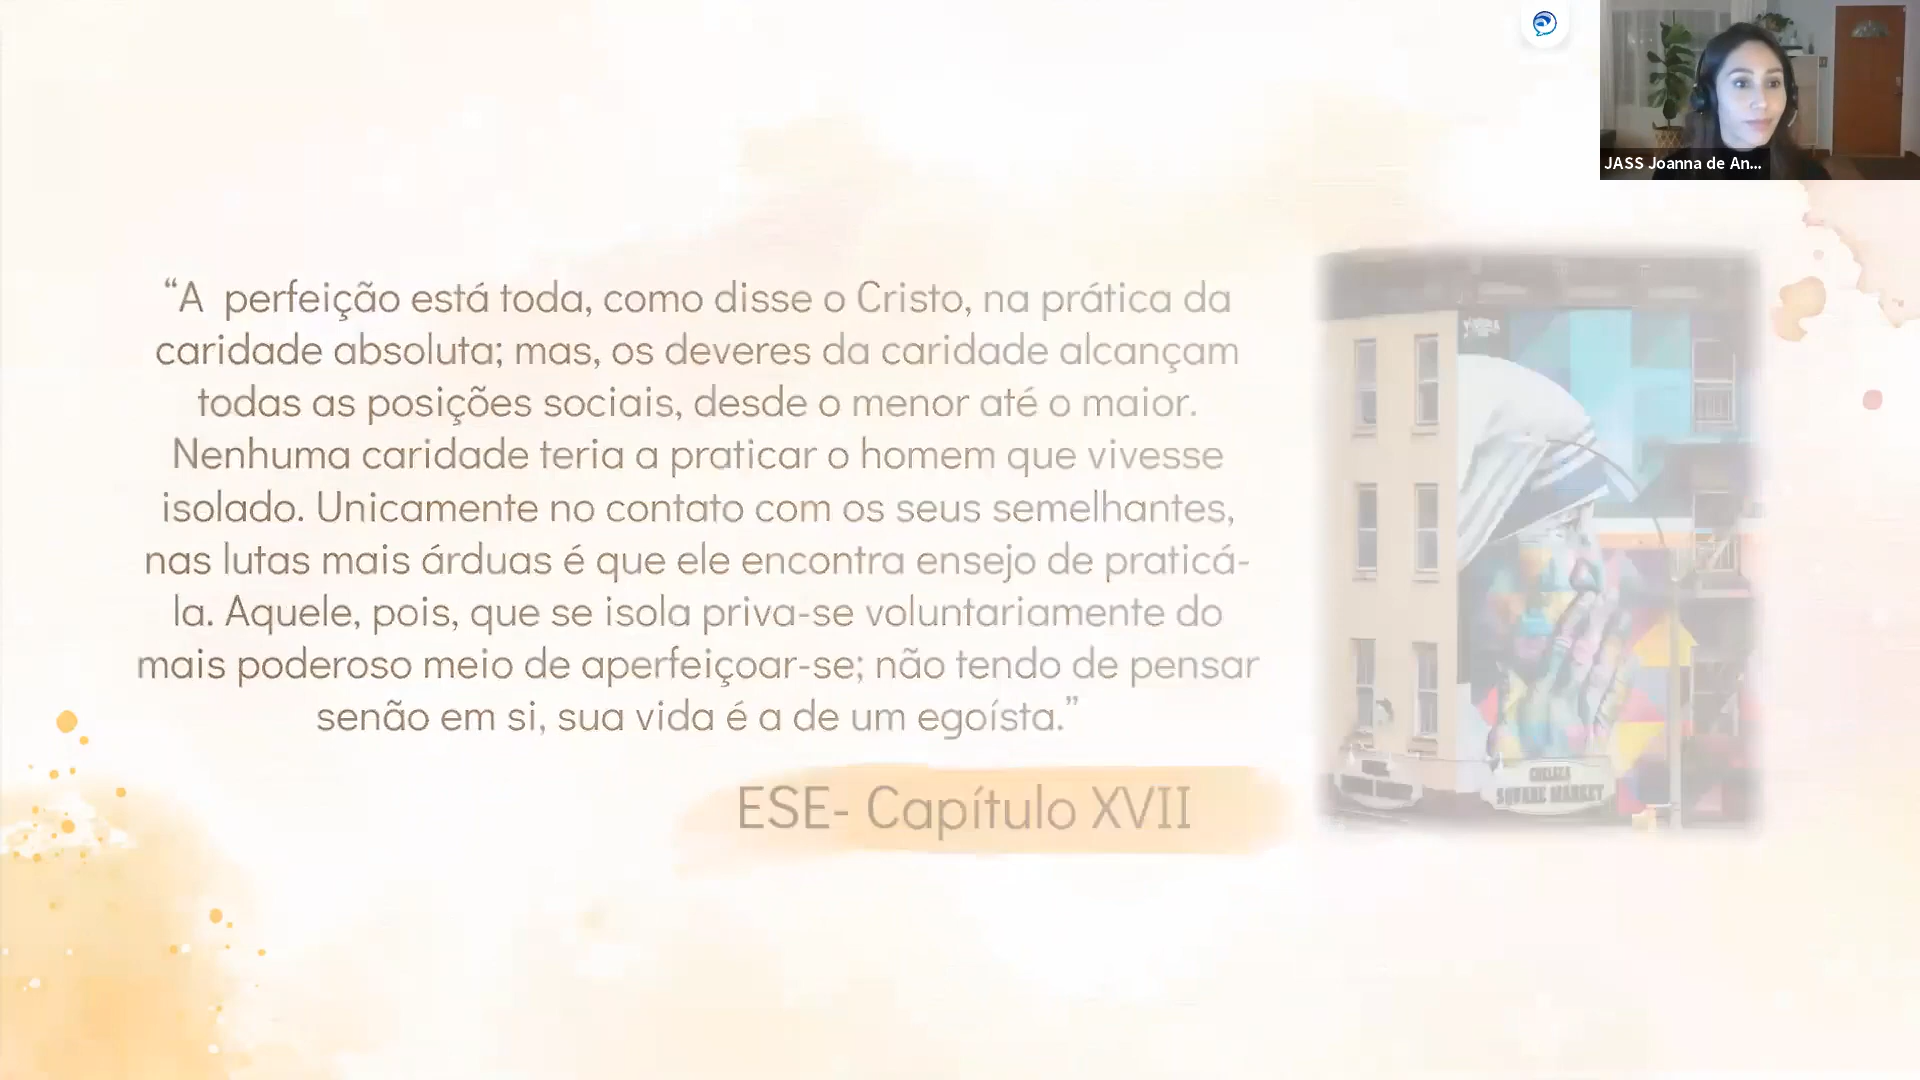 JASS Joanna de An...
“A perfeição está toda, como disse o Cristo, na prática da
caridade absoluta; mas, os deveres da caridade alcançam
todas as posições sociais, desde o menor até o maior.
Nenhuma caridade teria a praticar o homem que vivesse
isolado. Unicamente no contato com os seus semelhantes,
nas lutas mais árduas é que ele encontra ensejo de praticá-
la. Aquele, pois, que se isola priva-se voluntariamente do
mais poderoso meio de aperfeiçoar-se; não tendo de pensar
senão em si, sua vida é a de um egoísta.”
ESE- Capítulo XVII
CHELSEA
SQUARE MARKET